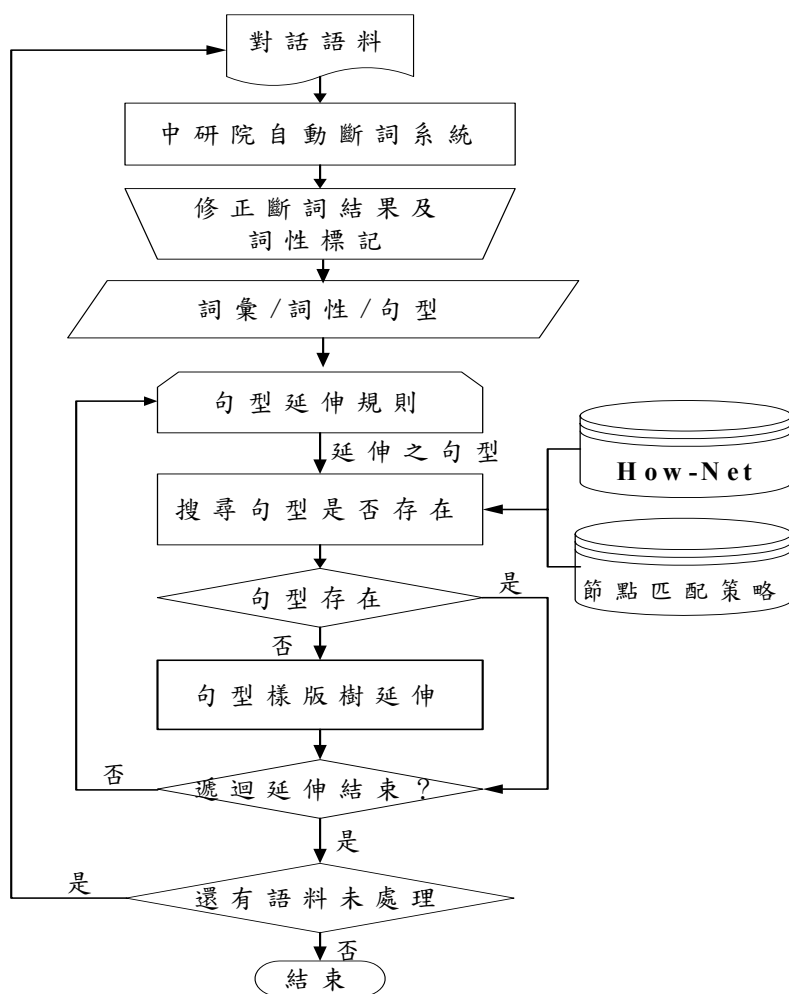 對話語料
中研院自動斷詞系統
修正斷詞結果及
詞性標記
詞彙/詞性/句型
句型延伸規則
延伸之句型
How-Net
搜尋句型是否存在
節點匹配策略
句型存在
是
否
句型樣版樹延伸
否
遞迴延伸結束?
是
是
還有語料未處理
否
結束